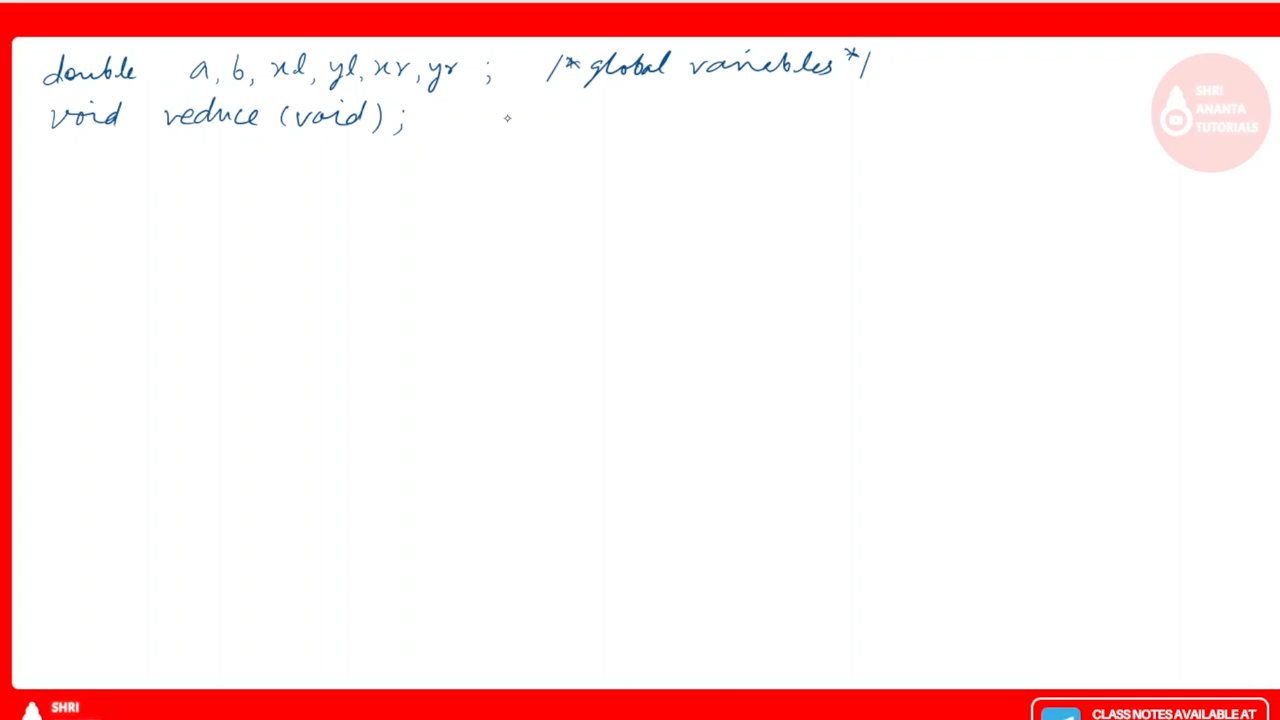 double a, b, xl, yl, xr, yr ; /* global variables */
void reduce (void) ;
SHRI
ANANTA
TUTORIALS
SHRI
CLASS NOTES AVAILABLE AT